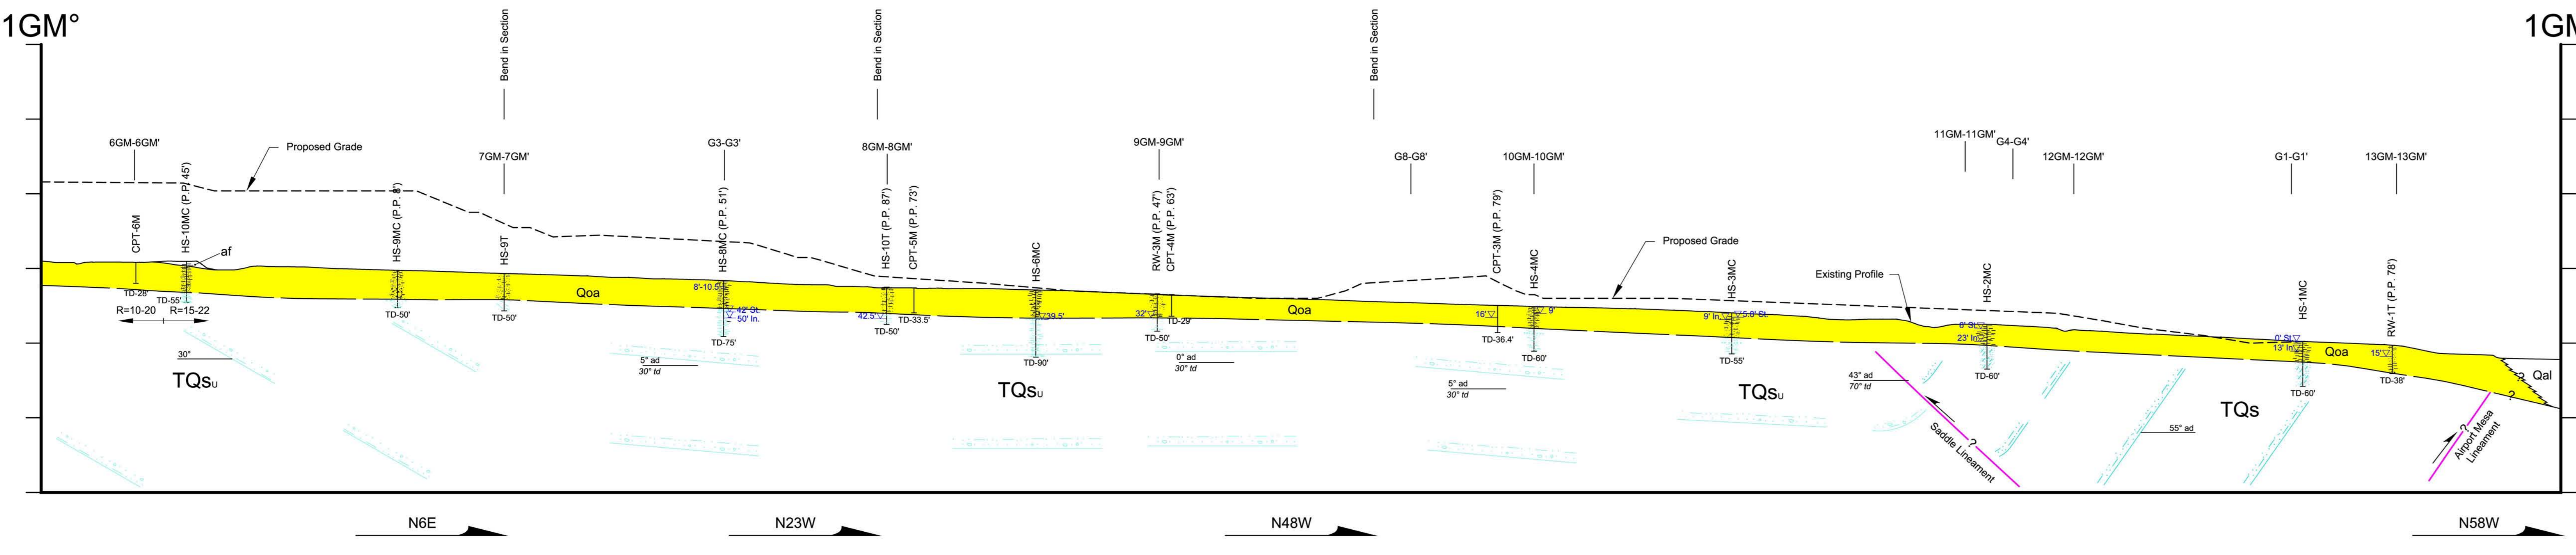 1GM°
1GM
Bend in Section
Bend in Section
Bend in Section
6GM-6GM'
Proposed Grade
7GM-7GM'
G3-G3'
8GM-8GM'
9GM-9GM'
G8-G8'
10GM-10GM'
11GM-11GM'
G4-G4'
12GM-12GM'
G1-G1'
13GM-13GM'
CPT-6M
HS-10MC (P.P. 45')
af
HS-9MC (P.P. 8')
HS-9T
HS-8MC (P.P. 51')
HS-10T (P.P. 87')
CPT-5M (P.P. 73')
HS-6MC
RW-3M (P.P. 47')
CPT-4M (P.P. 63')
CPT-3M (P.P. 79')
HS-4MC
Proposed Grade
HS-3MC
Existing Profile
HS-2MC
HS-1MC
RW-1T (P.P. 78')
TD-28'
TD-55'
R=10-20
R=15-22
TD-50'
TD-50'
Qoa
8'-10.5'
42' St.
50' In.
TD-75'
42.5'
TD-50'
TD-33.5'
39.5'
TD-90'
32'
TD-29'
TD-50'
Qoa
16'
TD-36.4'
9'
TD-60'
9' In.
5.8' St.
TD-55'
8' St.
23' In.
TD-60'
0' St.
13' In.
TD-60'
Qoa
15'
TD-38'
?
Qal
?
30°
TQsU
5° ad
30° td
TQsU
0° ad
30° td
5° ad
30° td
TQsU
43° ad
70° td
?
Saddle Lineament
55° ad
TQs
?
Airport Mesa
Lineament
N6E
N23W
N48W
N58W